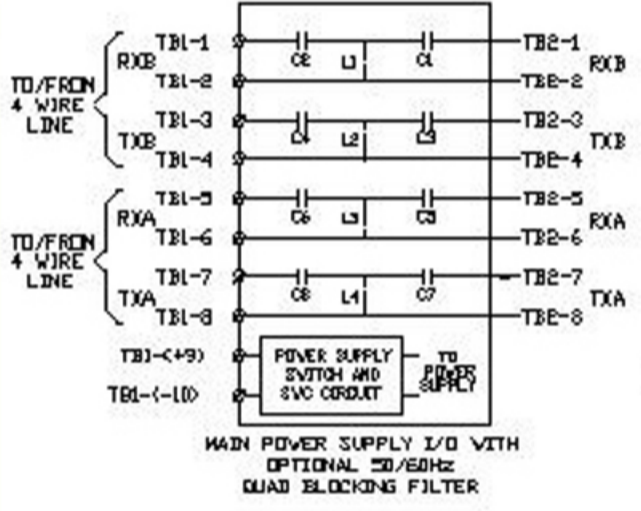 TB1-1
C2
L1
C1
TB2-1
RXB
RXB
TB1-2
TB2-2
TO/FROM
4 WIRE
LINE
TB1-3
C4
L2
C3
TB2-3
TXB
TXB
TB1-4
TB2-4
TB1-5
C6
L3
C5
TB2-5
RXA
RXA
TB1-6
TB2-6
TO/FROM
4 WIRE
LINE
TB1-7
C8
L4
C7
TB2-7
TXA
TXA
TB1-8
TB2-8
TB1-(+9)
POWER SUPPLY
SWITCH AND
SVC CIRCUIT
TO
POWER
SUPPLY
TB1-(-10)
MAIN POWER SUPPLY I/O WITH
OPTIONAL 50/60Hz
QUAD BLOCKING FILTER